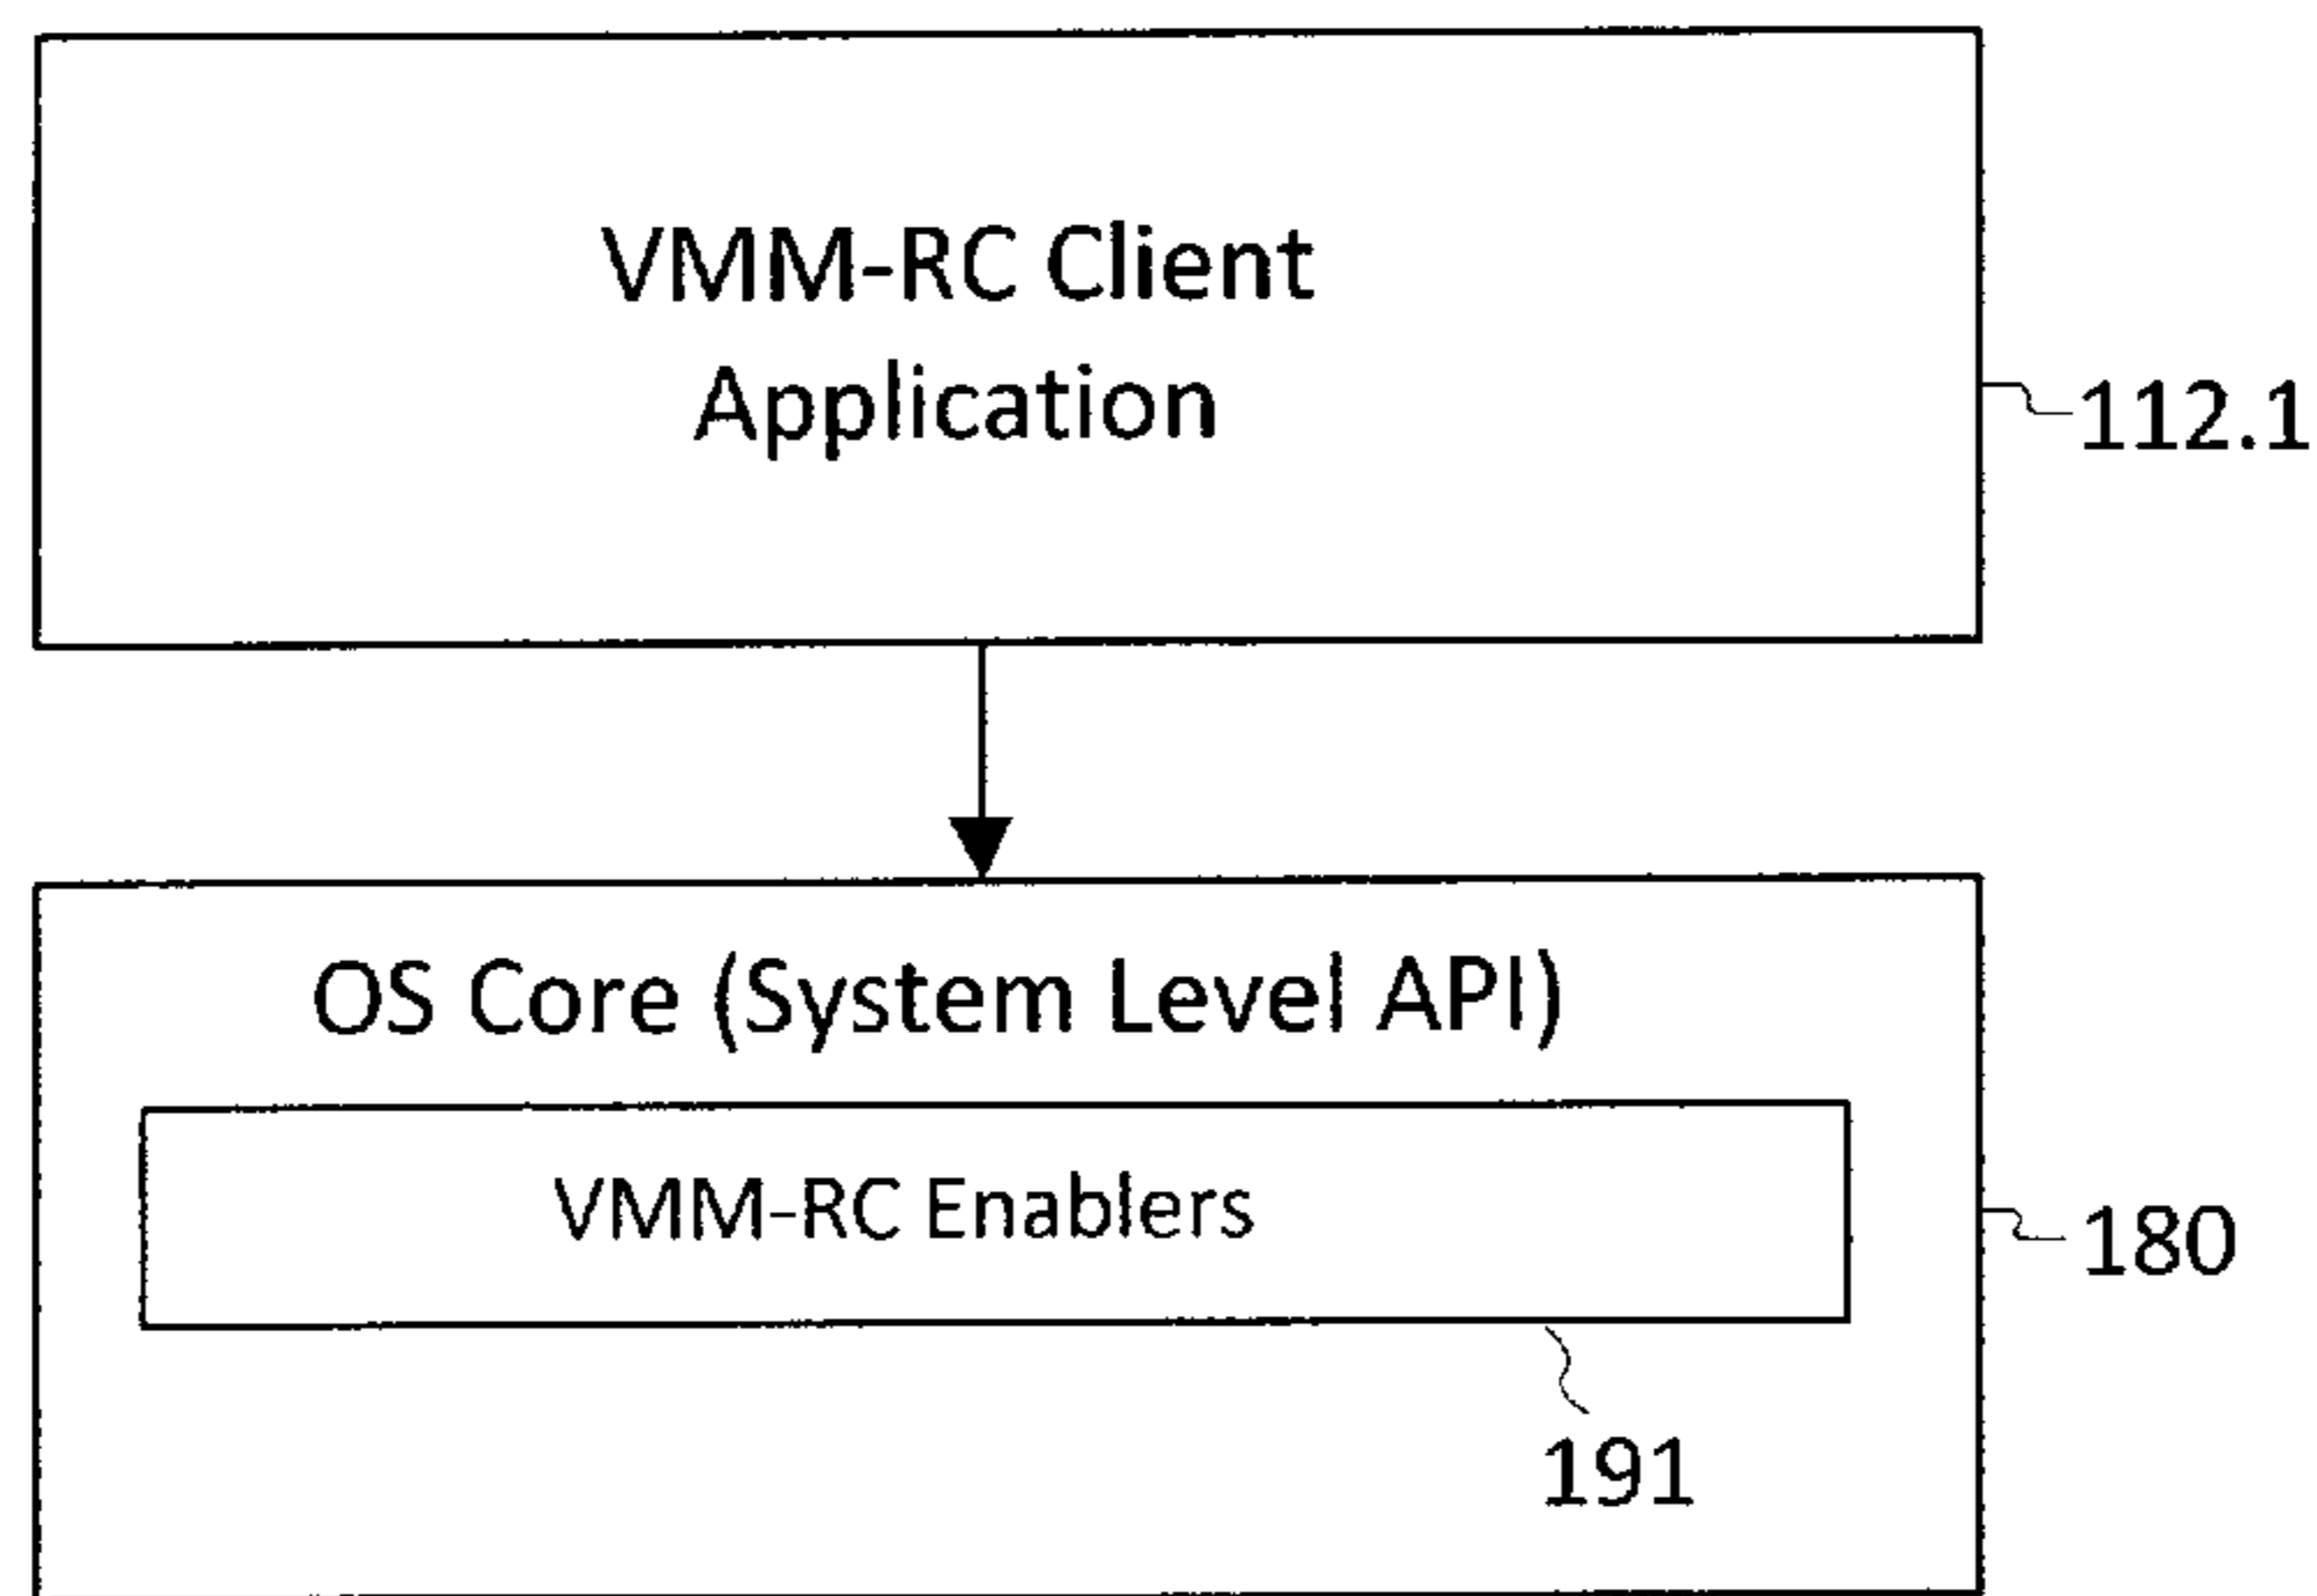 VMM-RC Client
Application
112.1
OS Core (System Level API)
VMM-RC Enablers
180
191